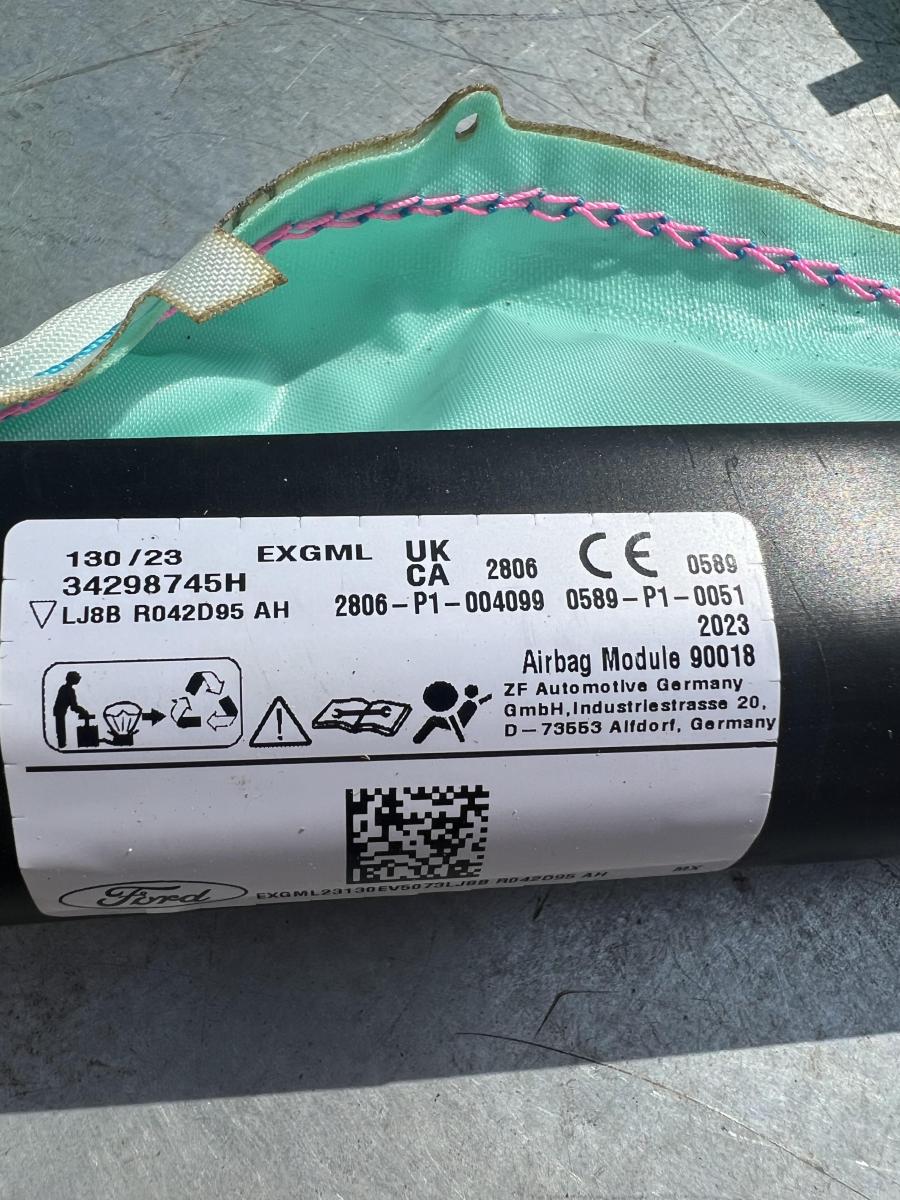 130/23 EXGML UK CA 2806 CE 0589
34298745H
LJ8B R042D95 AH 2806-P1-004099 0589-P1-0051
2023
Airbag Module 90018
ZF Automotive Germany
GmbH, Industriestrasse 20,
D-73553 Alfdorf, Germany
Ford EXGML23130EV5073LJ8B R042D95 AH MX